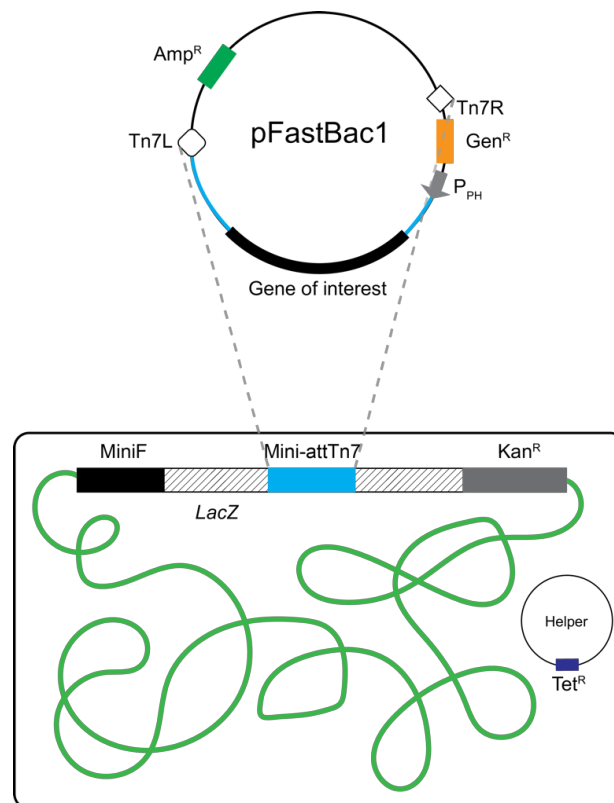 Amp^R
Tn7R
pFastBac1
Tn7L
Gen^R
P_PH
Gene of interest
MiniF
Mini-attTn7
Kan^R
LacZ
Helper
Tet^R